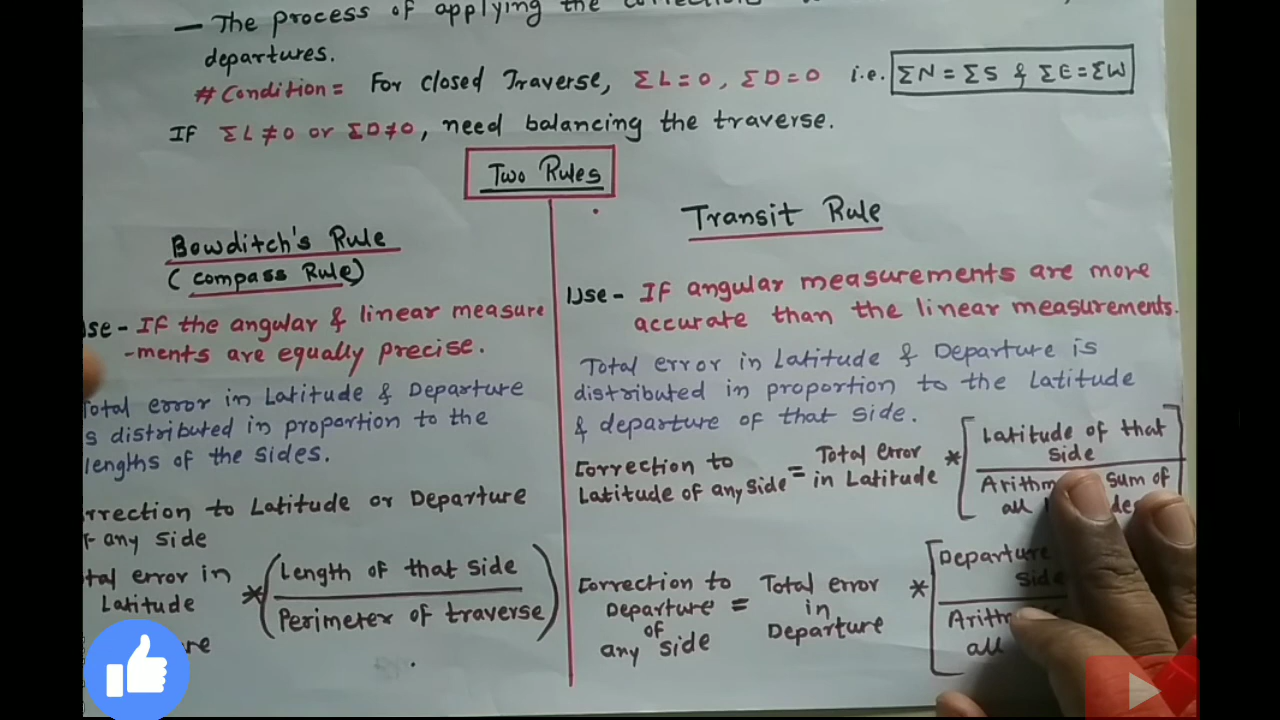 — The process of applying the
departures.
# Condition = For closed Traverse, ΣL = 0, ΣD = 0 i.e. ΣN = ΣS & ΣE = ΣW
If ΣL ≠ 0 or ΣD ≠ 0, need balancing the traverse.
Two Rules
Bowditch's Rule
(compass Rule)
se - If the angular & linear measure
-ments are equally precise.
Total error in Latitude & Departure
s distributed in proportion to the
lengths of the sides.
rrection to Latitude or Departure
any side
tal error in
Latitude
re
* (Length of that side
Perimeter of traverse)
Transit Rule
Use - If angular measurements are more
accurate than the linear measurements.
Total error in Latitude & Departure is
distributed in proportion to the Latitude
& departure of that side.
Correction to
Latitude of any side = Total error
in Latitude * [Latitude of that
side
Arithm sum of
all des]
Correction to
Departure
of
any side = Total error
in
Departure * [Departure
side
Arithm
all